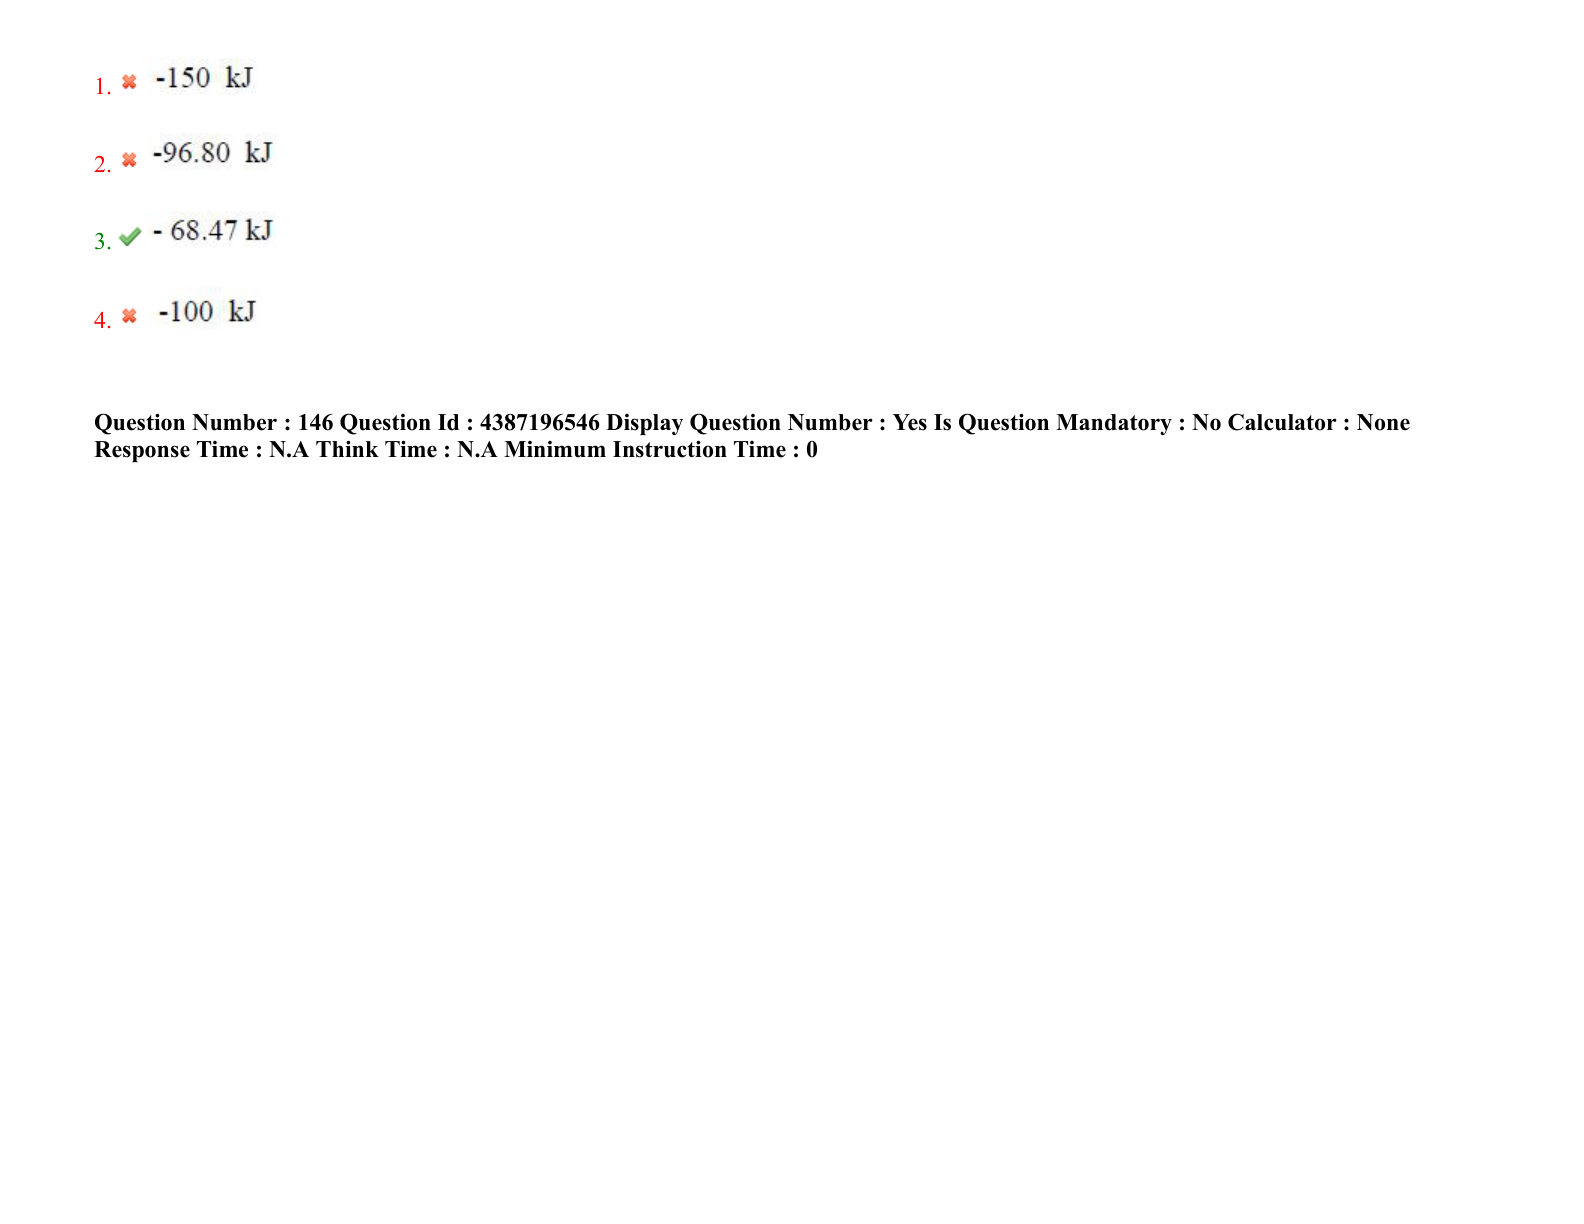 1. -150 kJ
2. -96.80 kJ
3. - 68.47 kJ
4. -100 kJ
Question Number : 146 Question Id : 4387196546 Display Question Number : Yes Is Question Mandatory : No Calculator : None
Response Time : N.A Think Time : N.A Minimum Instruction Time : 0